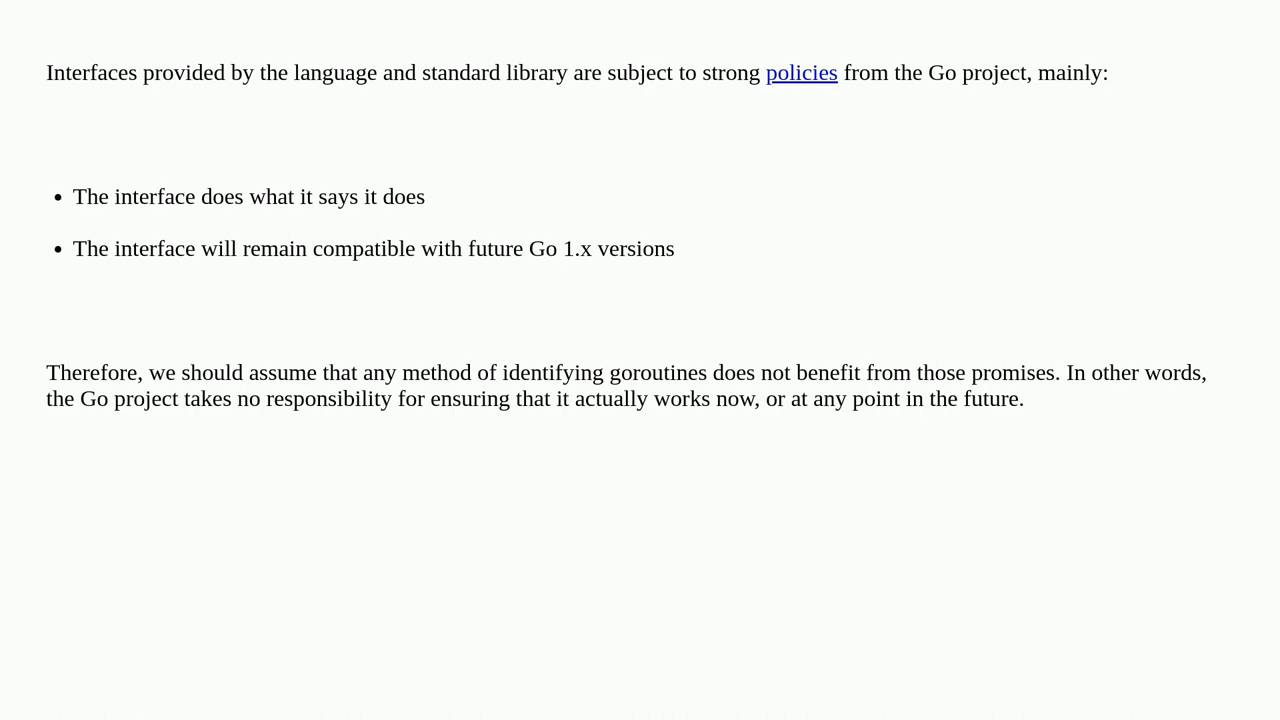 Interfaces provided by the language and standard library are subject to strong policies from the Go project, mainly:
• The interface does what it says it does
• The interface will remain compatible with future Go 1.x versions
Therefore, we should assume that any method of identifying goroutines does not benefit from those promises. In other words,
the Go project takes no responsibility for ensuring that it actually works now, or at any point in the future.